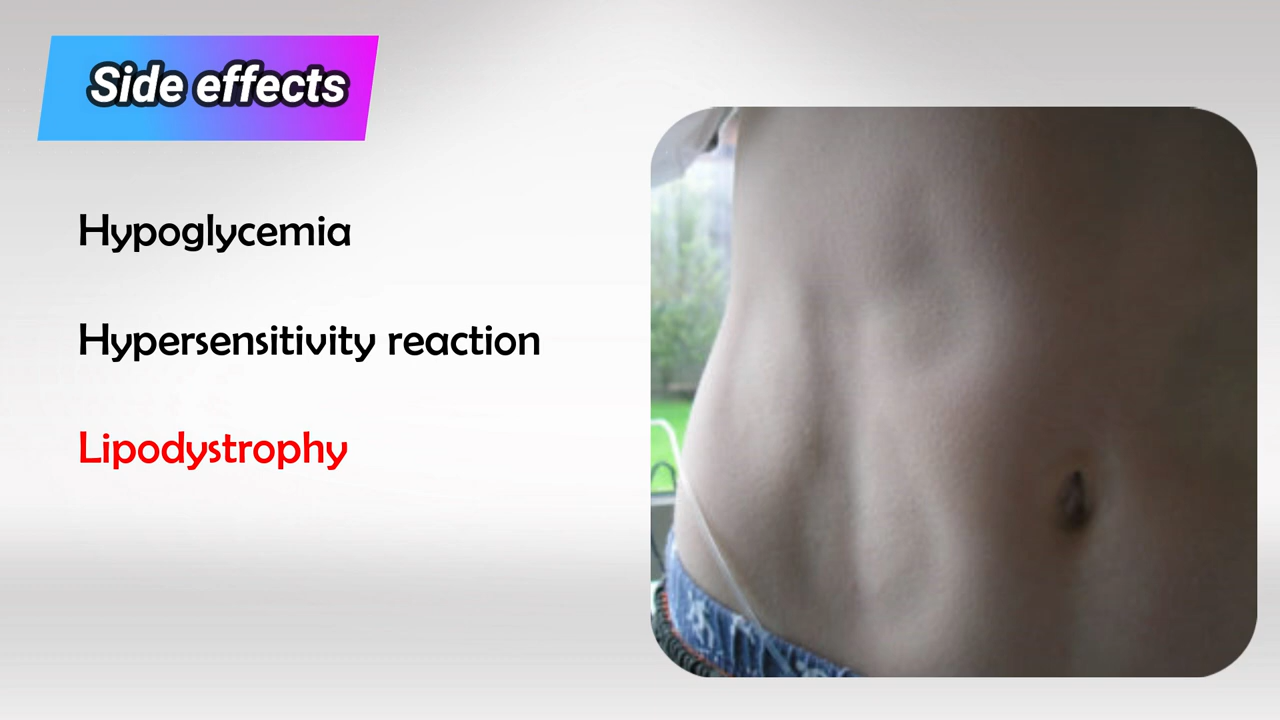 Side effects
Hypoglycemia
Hypersensitivity reaction
Lipodystrophy